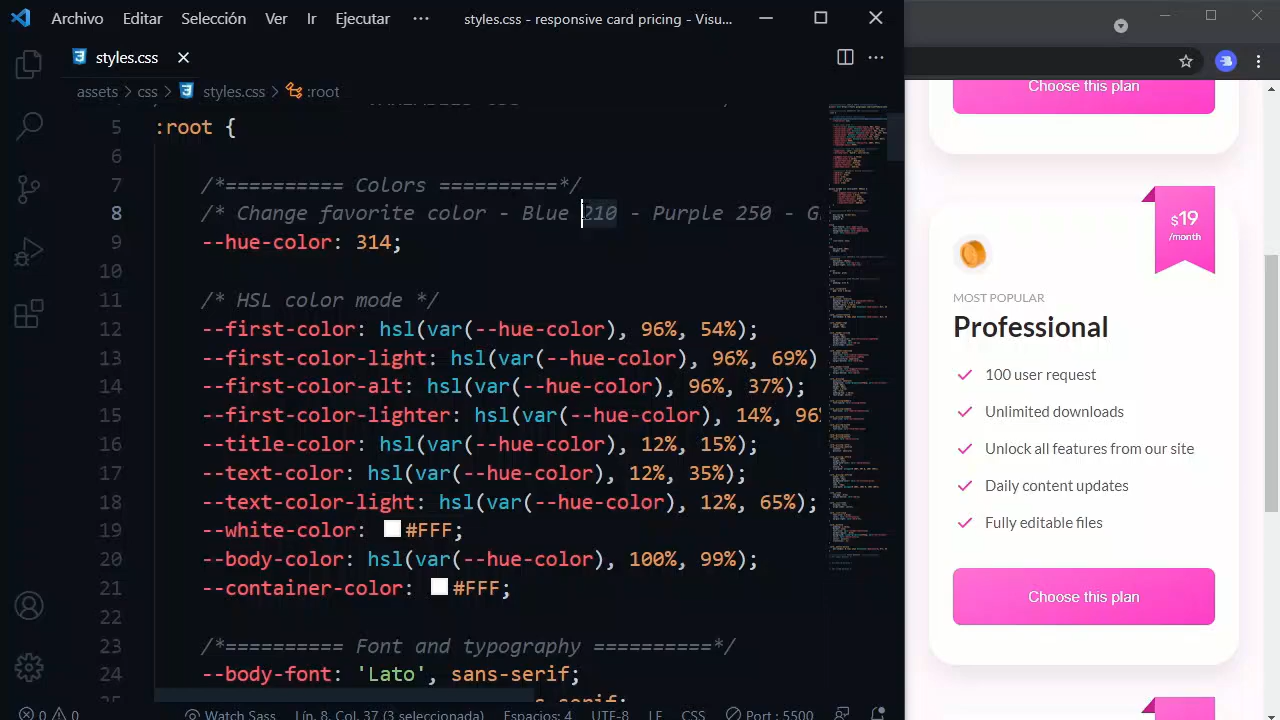 Archivo Editar Selección Ver Ir Ejecutar ··· styles.css - responsive card pricing - Visu...
styles.css
assets > css > styles.css > :root
5 :root {
6
7 /*========== Colors ==========*/
8 /* Change favorite color - Blue 210 - Purple 250 - G
9 --hue-color: 314;
10
11 /* HSL color mode */
12 --first-color: hsl(var(--hue-color), 96%, 54%);
13 --first-color-light: hsl(var(--hue-color), 96%, 69%)
14 --first-color-alt: hsl(var(--hue-color), 96%, 37%);
15 --first-color-lighter: hsl(var(--hue-color), 14%, 96%
16 --title-color: hsl(var(--hue-color), 12%, 15%);
17 --text-color: hsl(var(--hue-color), 12%, 35%);
18 --text-color-light: hsl(var(--hue-color), 12%, 65%);
19 --white-color: #FFF;
20 --body-color: hsl(var(--hue-color), 100%, 99%);
21 --container-color: #FFF;
22
23 /*========== Font and typography ==========*/
24 --body-font: 'Lato', sans-serif;
0 0 Watch Sass Lín. 8, Col. 37 (3 seleccionada) Espacios: 4 UTF-8 LF CSS Port : 5500
Choose this plan
$19
/month
MOST POPULAR
Professional
100 user request
Unlimited downloads
Unlock all features from our site
Daily content updates
Fully editable files
Choose this plan